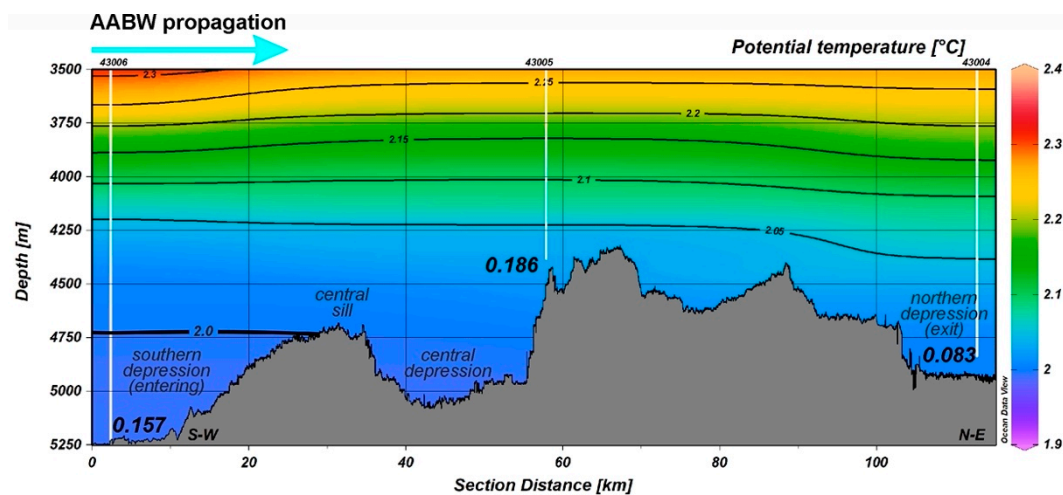 AABW propagation
Potential temperature [°C]
43006
43005
43004
3500
3750
4000
4250
4500
4750
5000
5250
Depth [m]
2.3
2.25
2.2
2.15
2.1
2.05
2.0
0.186
central
sill
southern
depression
(entering)
central
depression
northern
depression
(exit)
0.083
0.157
S-W
N-E
Ocean Data View
0
20
40
60
80
100
Section Distance [km]
2.4
2.3
2.2
2.1
2
1.9